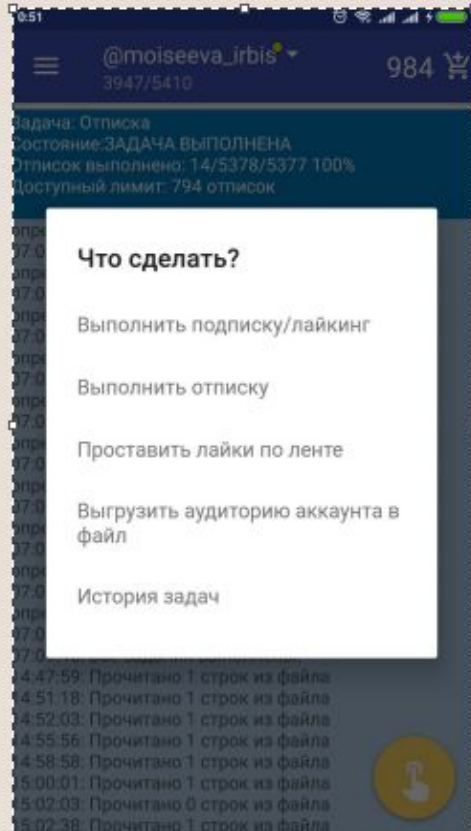 0:51
@moiseeva_irbis
984
3947/5410
Задача: Отписка
Состояние:ЗАДАЧА ВЫПОЛНЕНА
Отписок выполнено: 14/5378/5377 100%
Доступный лимит: 794 отписок
Что сделать?
Выполнить подписку/лайкинг
Выполнить отписку
Проставить лайки по ленте
Выгрузить аудиторию аккаунта в
файл
История задач
14:47:59: Прочитано 1 строк из файла
14:51:18: Прочитано 1 строк из файла
14:52:03: Прочитано 1 строк из файла
14:55:56: Прочитано 1 строк из файла
14:58:58: Прочитано 1 строк из файла
15:00:01: Прочитано 1 строк из файла
15:02:03: Прочитано 0 строк из файла
15:02:38: Прочитано 1 строк из файла